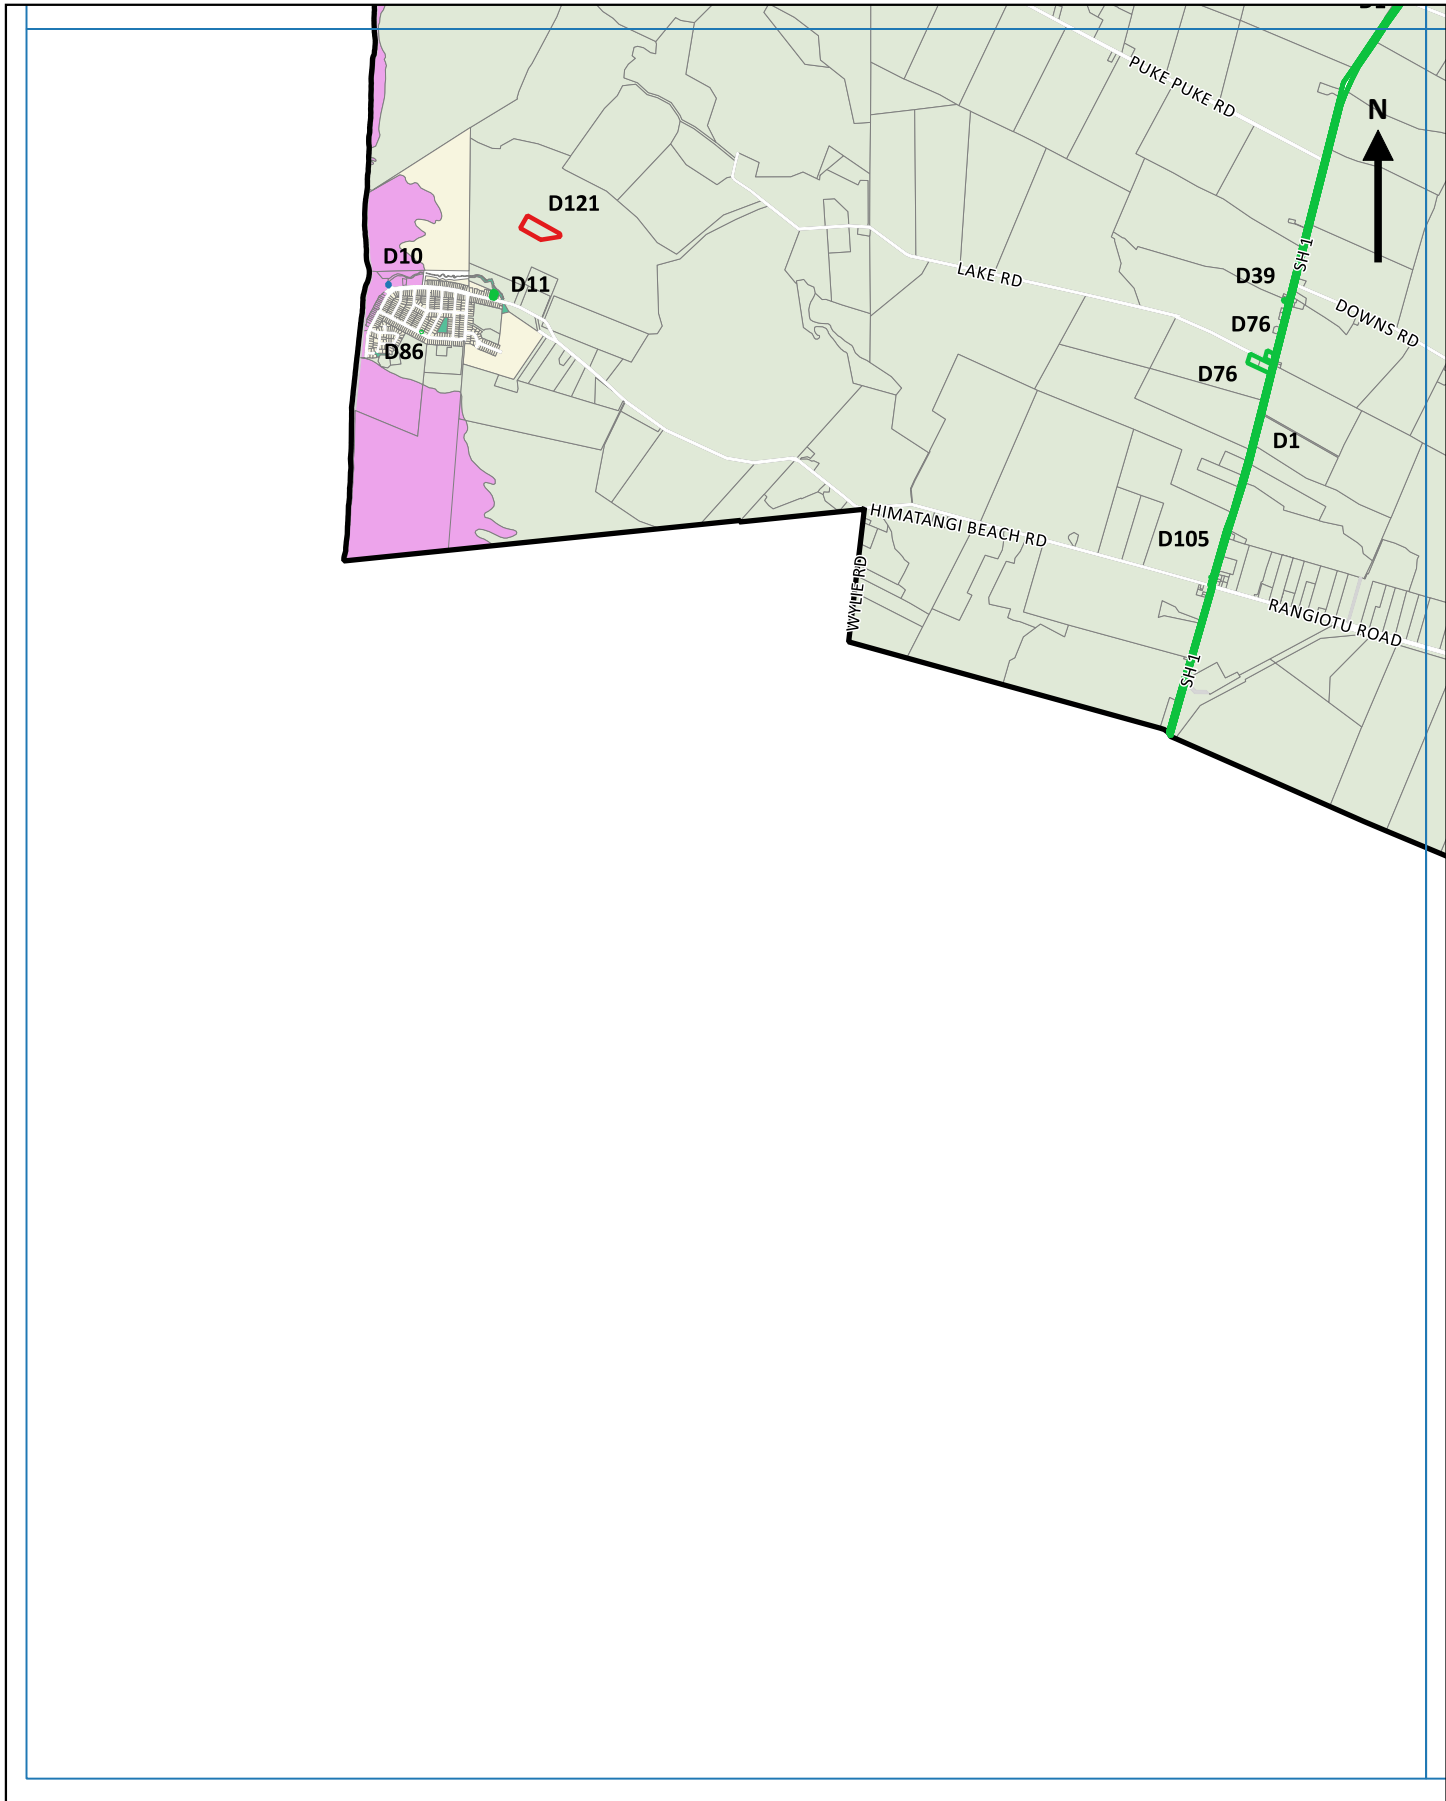 PUKE PUKE RD
N
D121
SH 1
D10
LAKE RD
D39
D11
DOWNS RD
D76
D86
D76
D1
HIMATANGI BEACH RD
D105
WYLIE RD
RANGIOTU ROAD
SH 1